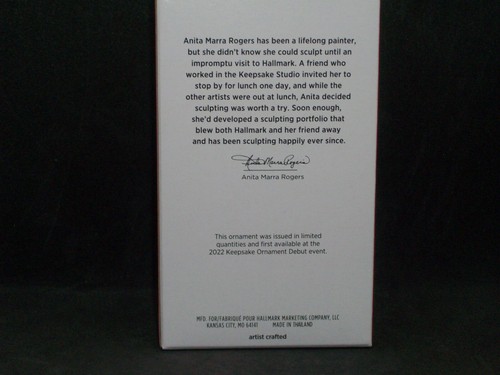 Anita Marra Rogers has been a lifelong painter,
but she didn't know she could sculpt until an
impromptu visit to Hallmark. A friend who
worked in the Keepsake Studio invited her to
stop by for lunch one day, and while the
other artists were out at lunch, Anita decided
sculpting was worth a try. Soon enough,
she'd developed a sculpting portfolio that
blew both Hallmark and her friend away
and has been sculpting happily ever since.
Anita Marra Rogers
Anita Marra Rogers
This ornament was issued in limited
quantities and first available at the
2022 Keepsake Ornament Debut event.
MFD. FOR/FABRIQUÉ POUR HALLMARK MARKETING COMPANY, LLC
KANSAS CITY, MO 64141 MADE IN THAILAND
artist crafted